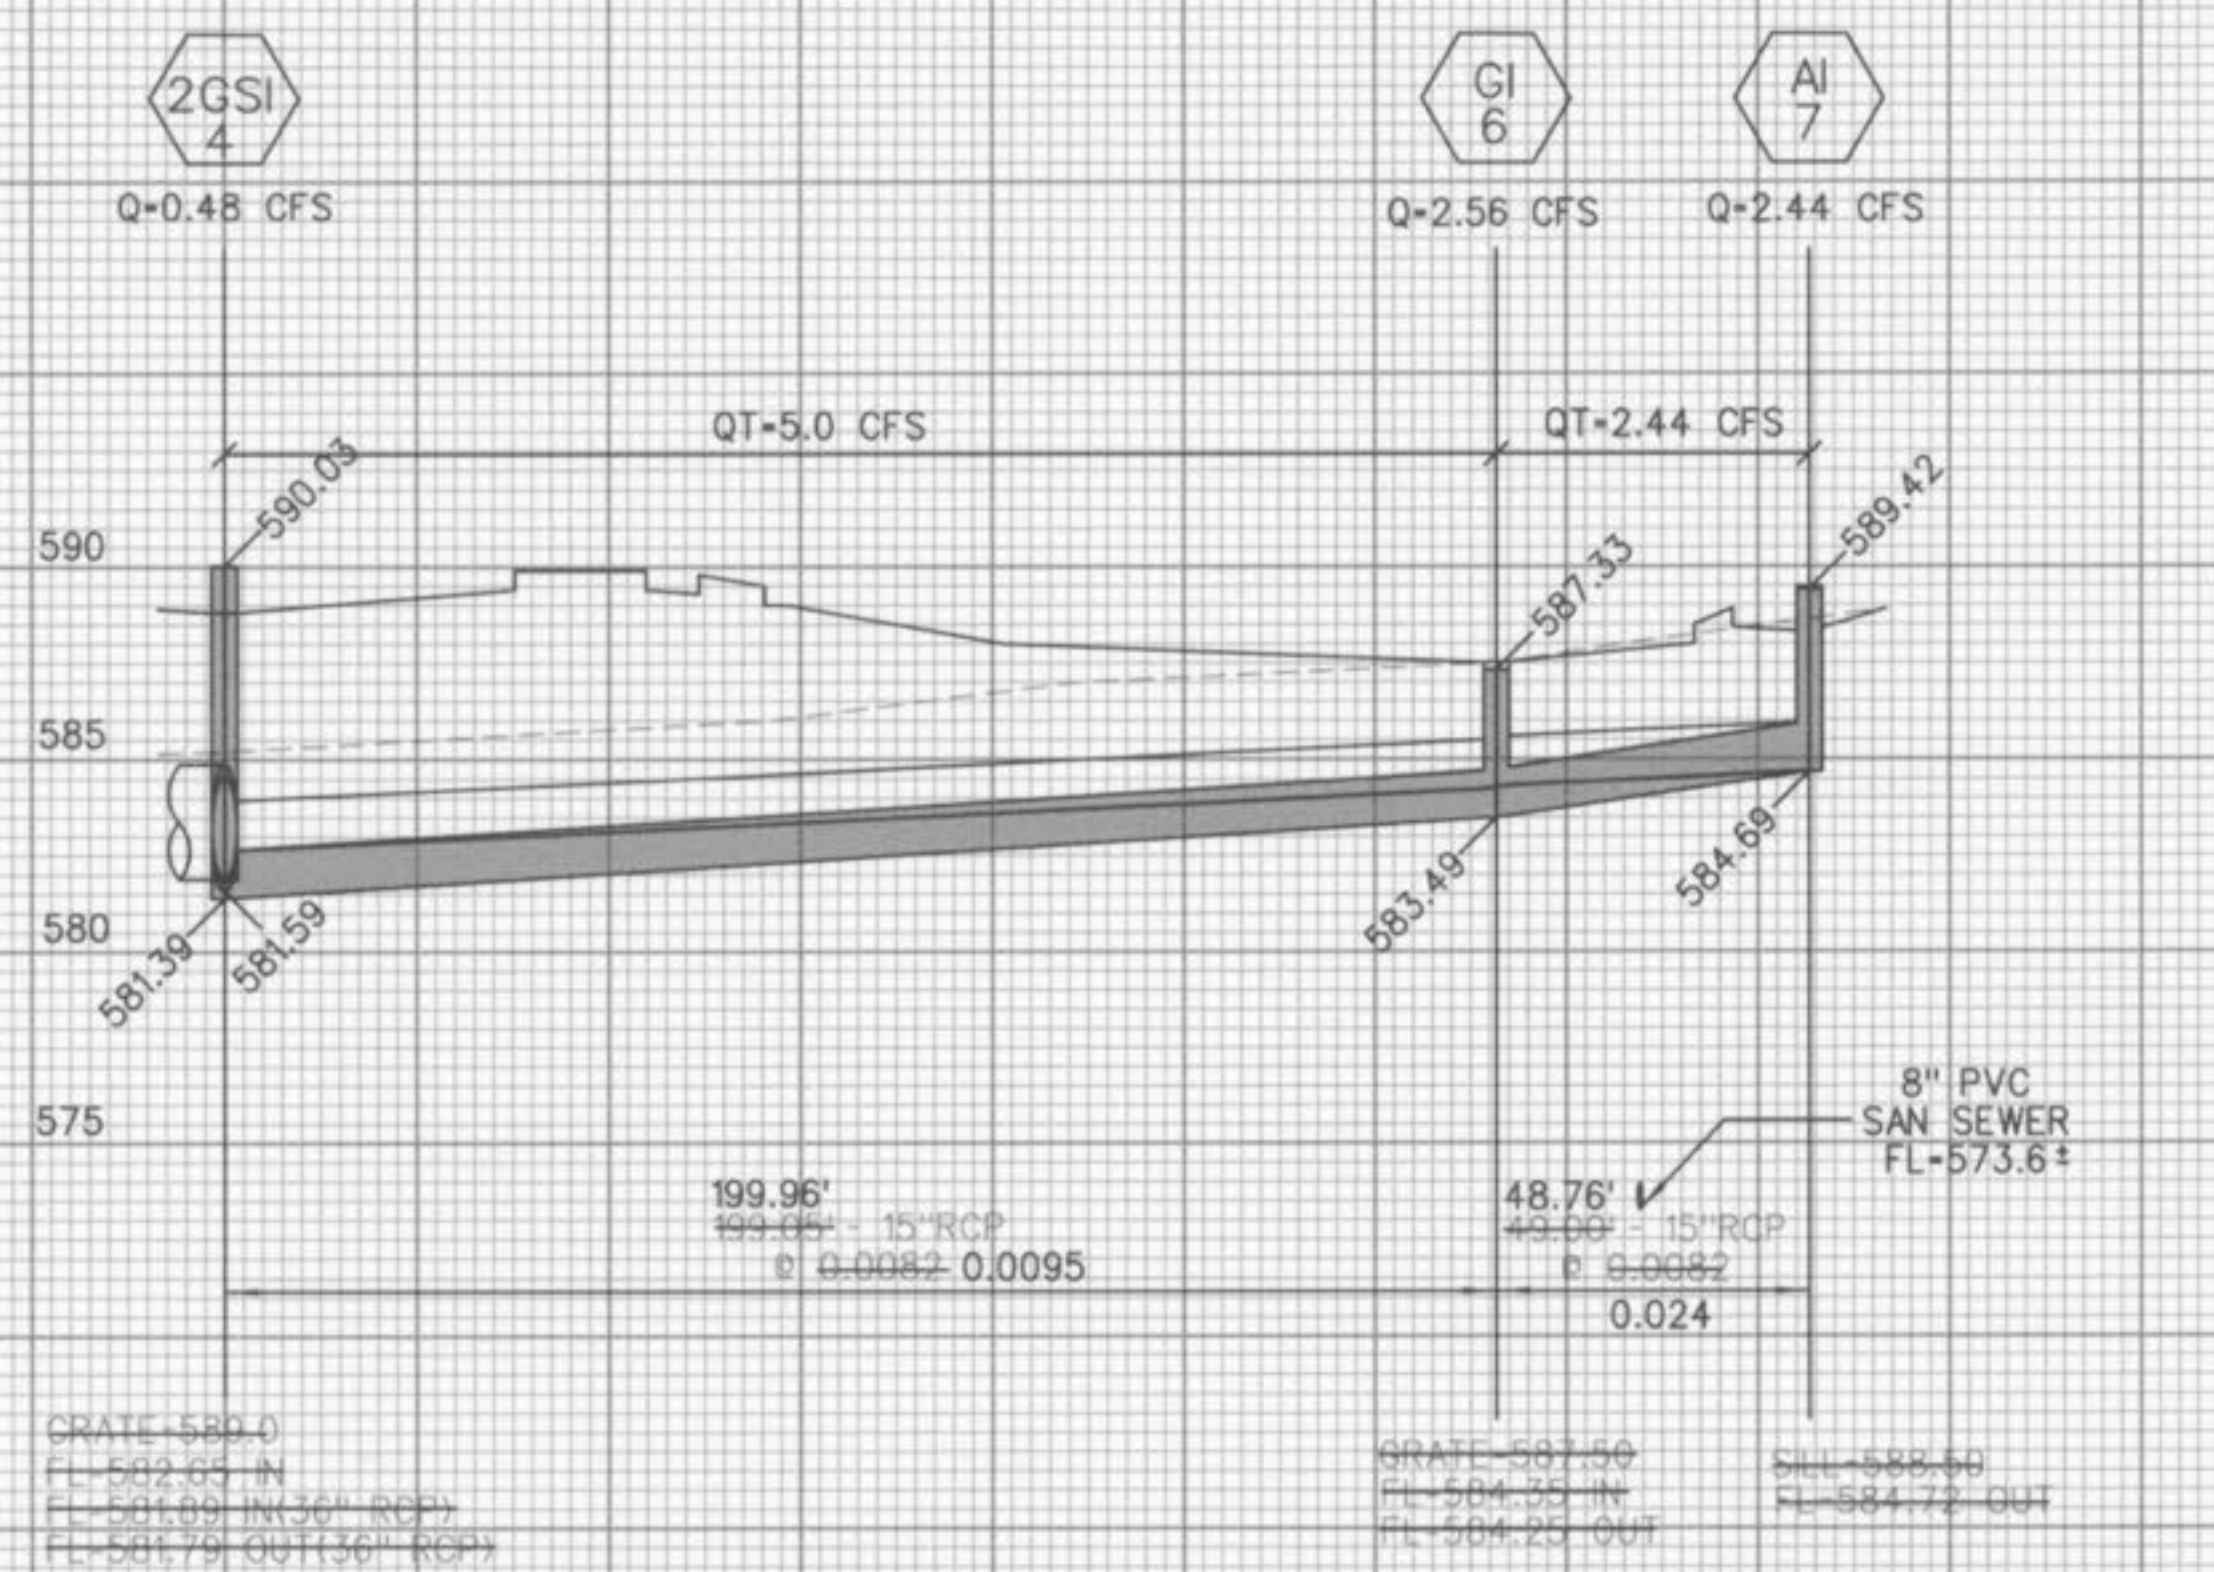 2GSI
4
GI
6
AI
7
Q=0.48 CFS
Q=2.56 CFS
Q=2.44 CFS
QT=5.0 CFS
QT=2.44 CFS
590.03
589.42
587.33
590
585
580
575
583.49
584.69
581.39
581.59
8" PVC
SAN SEWER
FL=573.6±
199.96'
199.05' - 15"RCP
@ 0.0082 0.0095
48.76'
49.00' - 15"RCP
@ 0.0082
0.024
GRATE=589.0
FL=582.65 IN
FL=581.89 IN(36" RCP)
FL=581.79 OUT(36" RCP)
GRATE=587.50
FL=584.35 IN
FL=584.25 OUT
SILL=588.50
FL=584.72 OUT